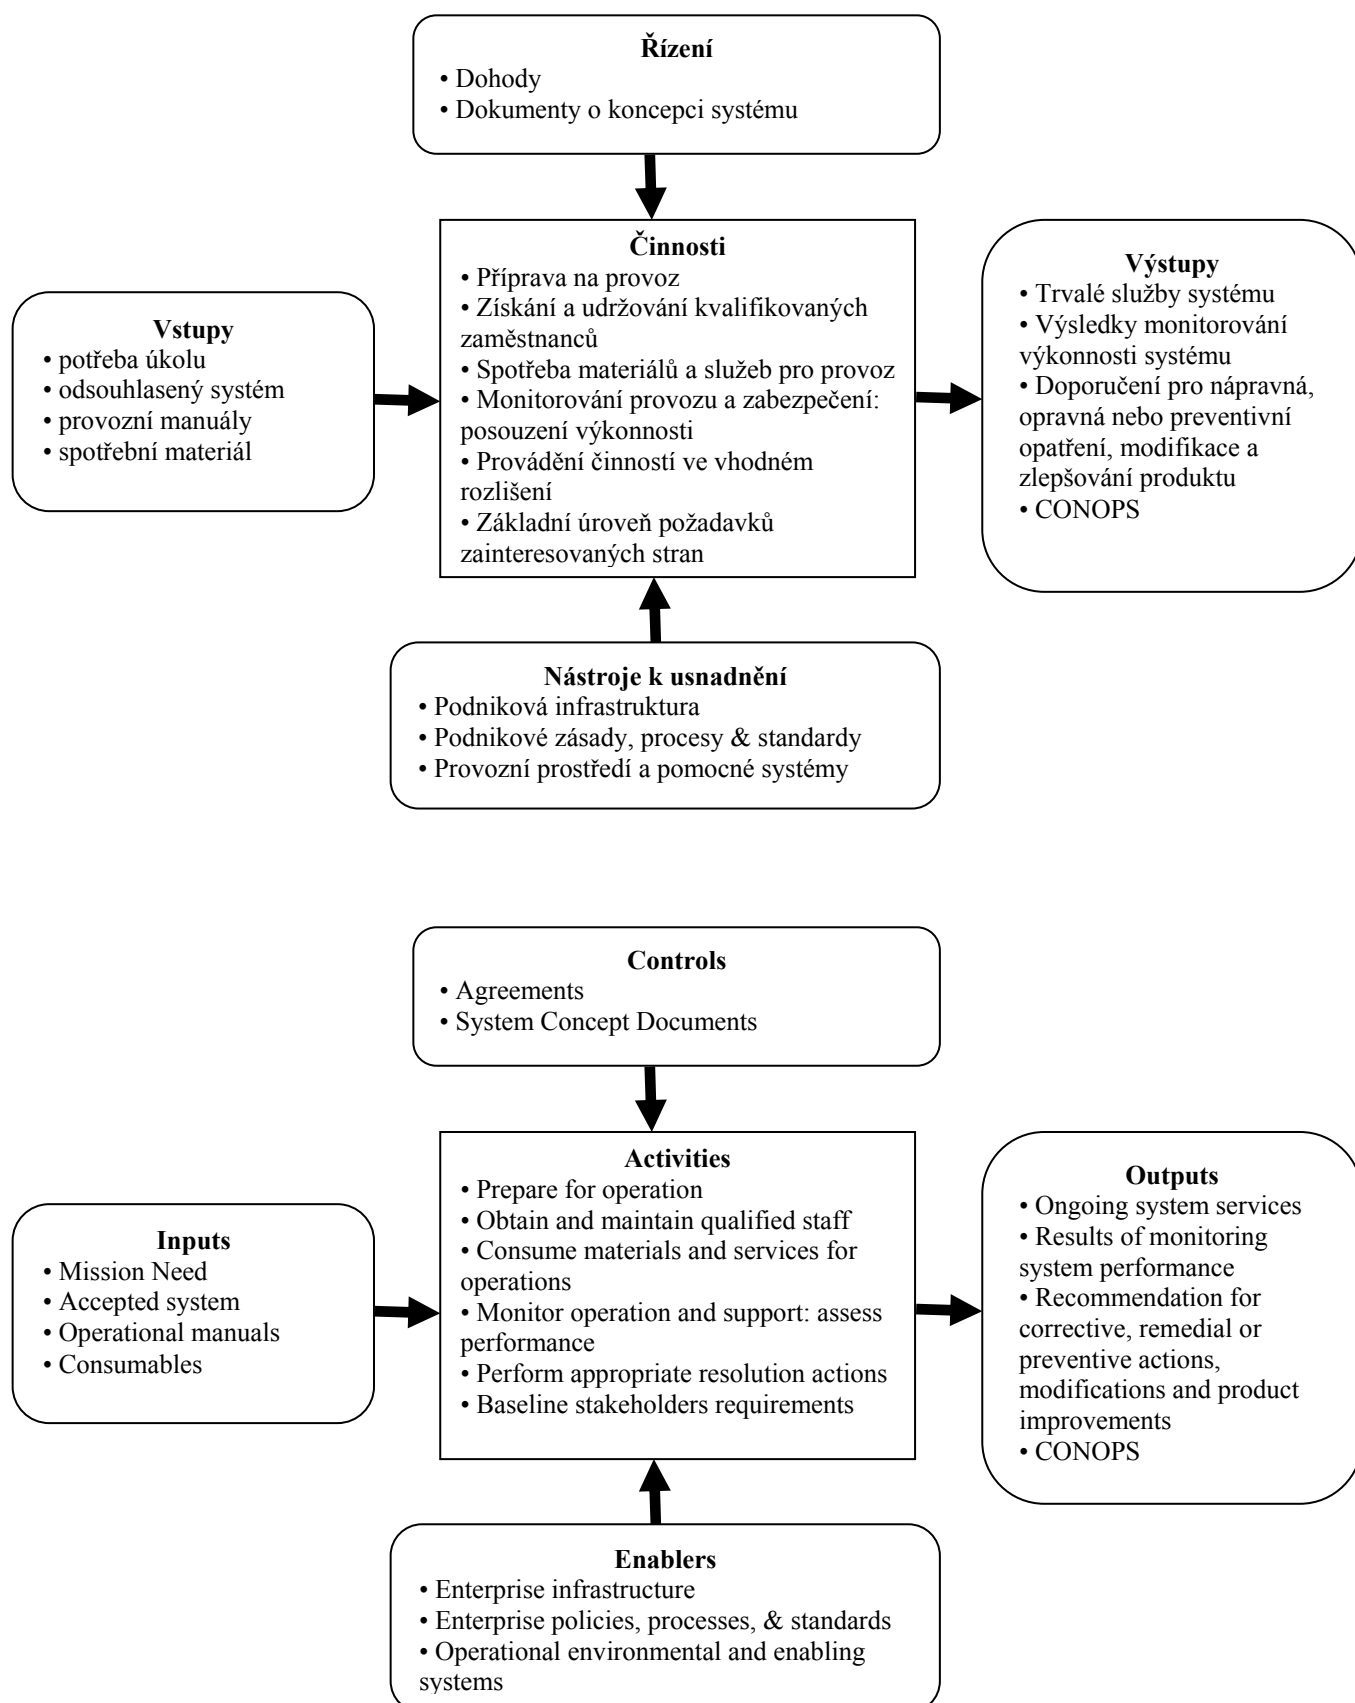 Řízení
• Dohody
• Dokumenty o koncepci systému
Vstupy
• potřeba úkolu
• odsouhlasený systém
• provozní manuály
• spotřební materiál
Činnosti
• Příprava na provoz
• Získání a udržování kvalifikovaných
zaměstnanců
• Spotřeba materiálů a služeb pro provoz
• Monitorování provozu a zabezpečení:
posouzení výkonnosti
• Provádění činností ve vhodném
rozlišení
• Základní úroveň požadavků
zainteresovaných stran
Výstupy
• Trvalé služby systému
• Výsledky monitorování
výkonnosti systému
• Doporučení pro nápravná,
opravná nebo preventivní
opatření, modifikace a
zlepšování produktu
• CONOPS
Nástroje k usnadnění
• Podniková infrastruktura
• Podnikové zásady, procesy & standardy
• Provozní prostředí a pomocné systémy
Controls
• Agreements
• System Concept Documents
Inputs
• Mission Need
• Accepted system
• Operational manuals
• Consumables
Activities
• Prepare for operation
• Obtain and maintain qualified staff
• Consume materials and services for
operations
• Monitor operation and support: assess
performance
• Perform appropriate resolution actions
• Baseline stakeholders requirements
Outputs
• Ongoing system services
• Results of monitoring
system performance
• Recommendation for
corrective, remedial or
preventive actions,
modifications and product
improvements
• CONOPS
Enablers
• Enterprise infrastructure
• Enterprise policies, processes, & standards
• Operational environmental and enabling
systems